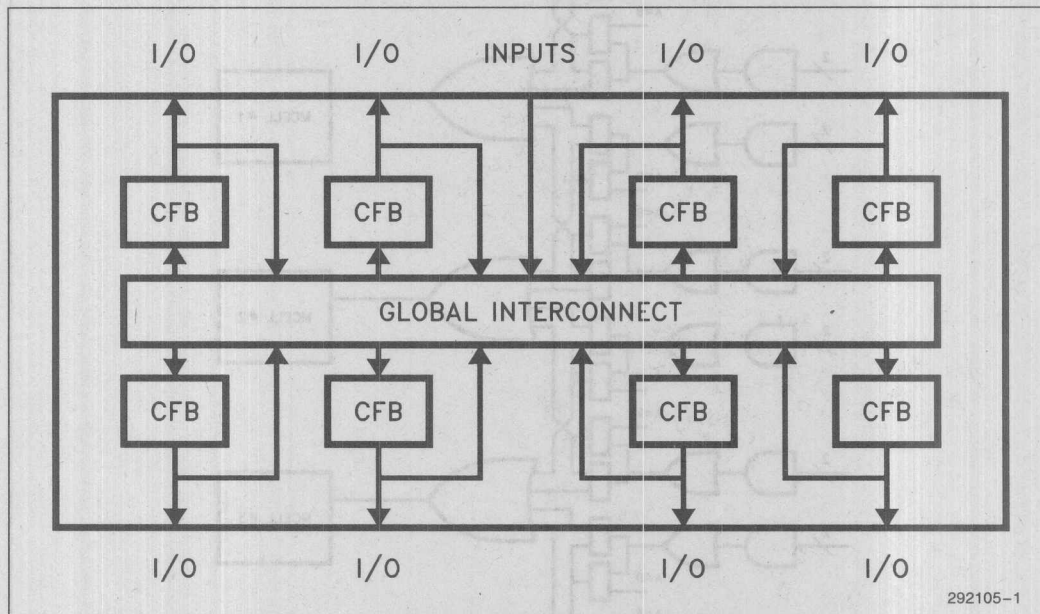 I/O I/O INPUTS I/O I/O
CFB CFB CFB CFB
GLOBAL INTERCONNECT
CFB CFB CFB CFB
I/O I/O I/O I/O
292105-1